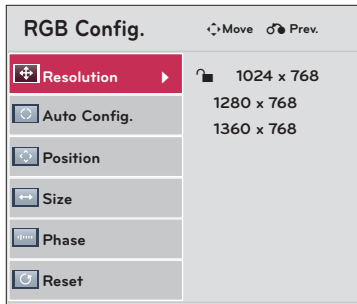 RGB Config.
Move Prev.
Resolution
1024 x 768
1280 x 768
1360 x 768
Auto Config.
Position
Size
Phase
Reset